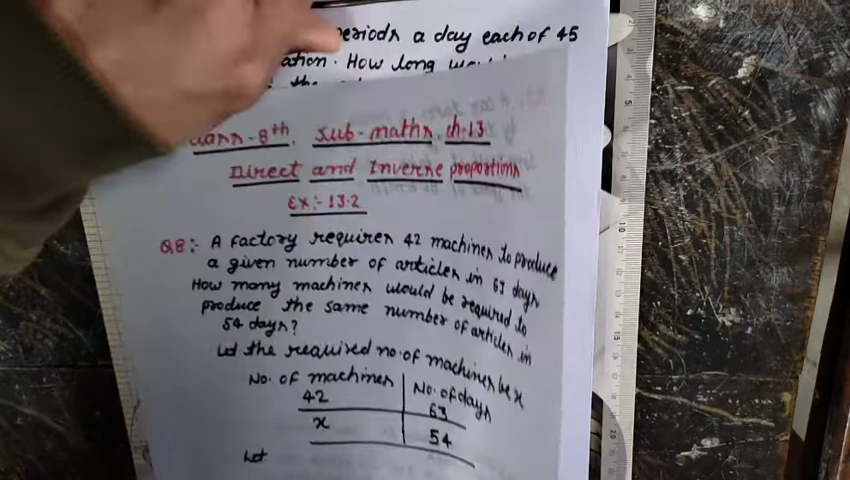 periods a day each of 45
ation. How long
class - 8th, Sub - maths, ch:13
Direct and Inverse proportions
Ex:- 13.2
Q8:- A factory requires 42 machines to produce
a given number of articles in 63 days
How many machines would be required to
produce the same number of articles in
54 days?
Let the required no. of machines be x
No. of machines No. of days
42 63
x 54
Let